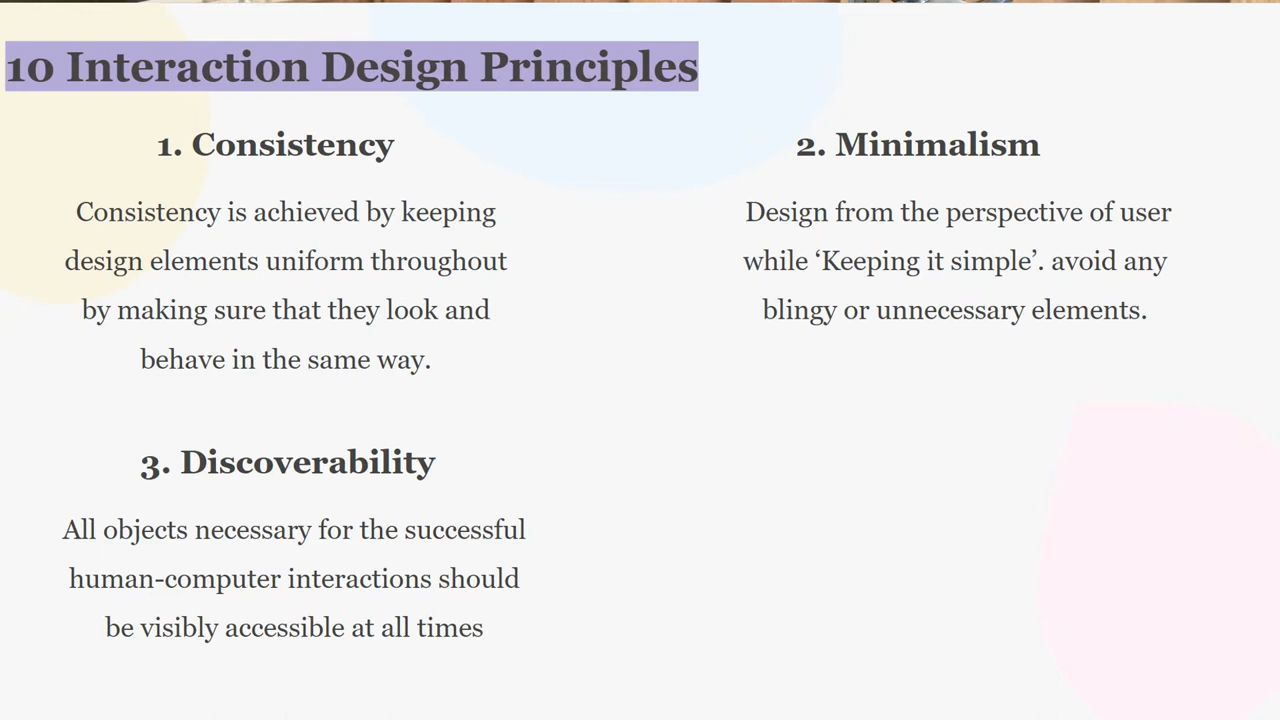 10 Interaction Design Principles
1. Consistency
Consistency is achieved by keeping
design elements uniform throughout
by making sure that they look and
behave in the same way.
2. Minimalism
Design from the perspective of user
while ‘Keeping it simple’. avoid any
blingy or unnecessary elements.
3. Discoverability
All objects necessary for the successful
human-computer interactions should
be visibly accessible at all times